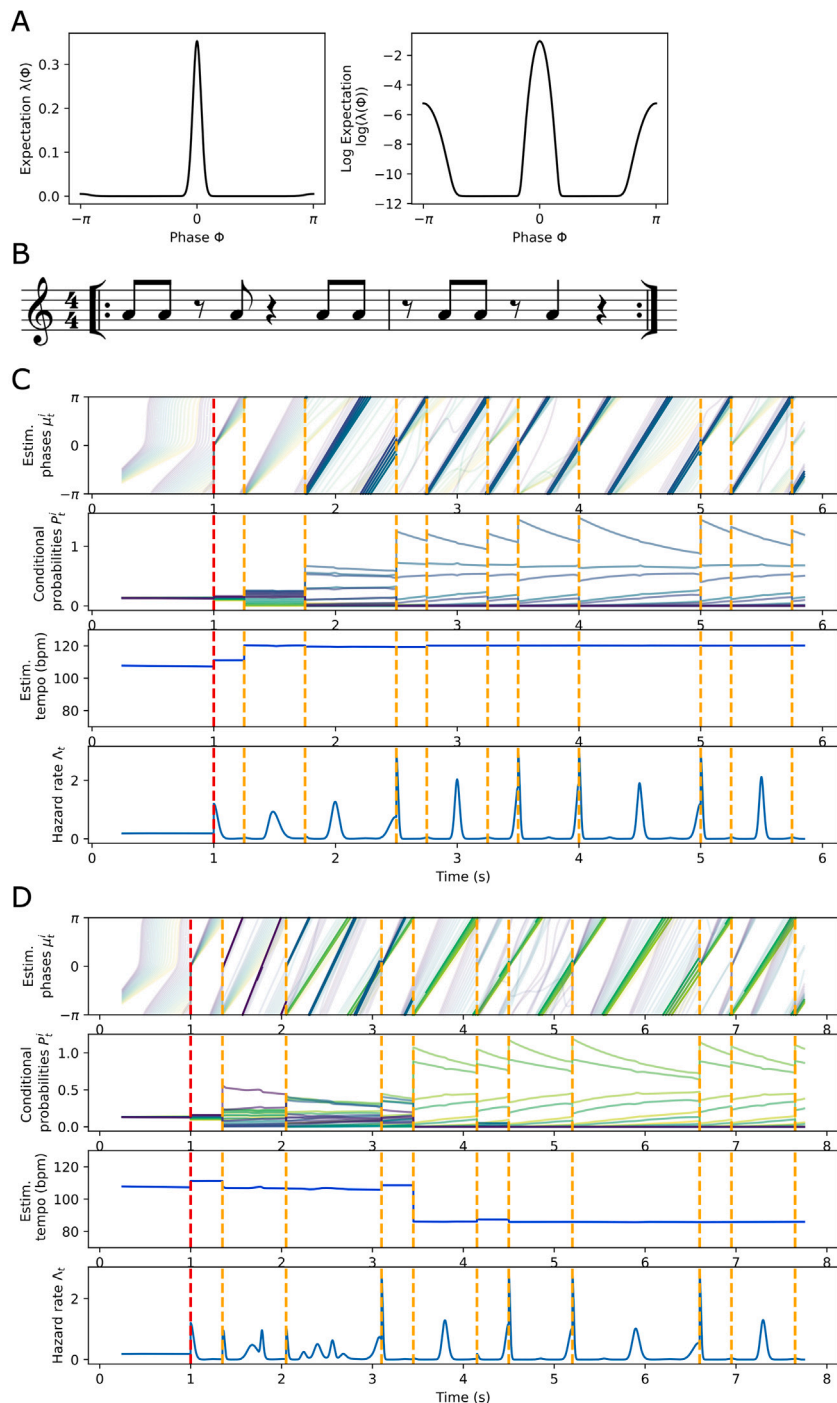 A
Expectation λ(Φ)
0.3
0.2
0.1
0.0
−π
0
π
Phase Φ
Log Expectation
log(λ(Φ))
−2
−4
−6
−8
−10
−12
−π
0
π
Phase Φ
B
4
4
C
Estim.
phases μₜⁱ
π
0
−π
0 1 2 3 4 5 6
Conditional
probabilities Pₜⁱ
1
0
0 1 2 3 4 5 6
Estim.
tempo (bpm)
120
100
80
0 1 2 3 4 5 6
Hazard rate Λₜ
2
0
0 1 2 3 4 5 6
Time (s)
D
Estim.
phases μₜⁱ
π
0
−π
0 1 2 3 4 5 6 7 8
Conditional
probabilities Pₜⁱ
1.0
0.5
0.0
0 1 2 3 4 5 6 7 8
Estim.
tempo (bpm)
120
100
80
0 1 2 3 4 5 6 7 8
Hazard rate Λₜ
2
0
0 1 2 3 4 5 6 7 8
Time (s)